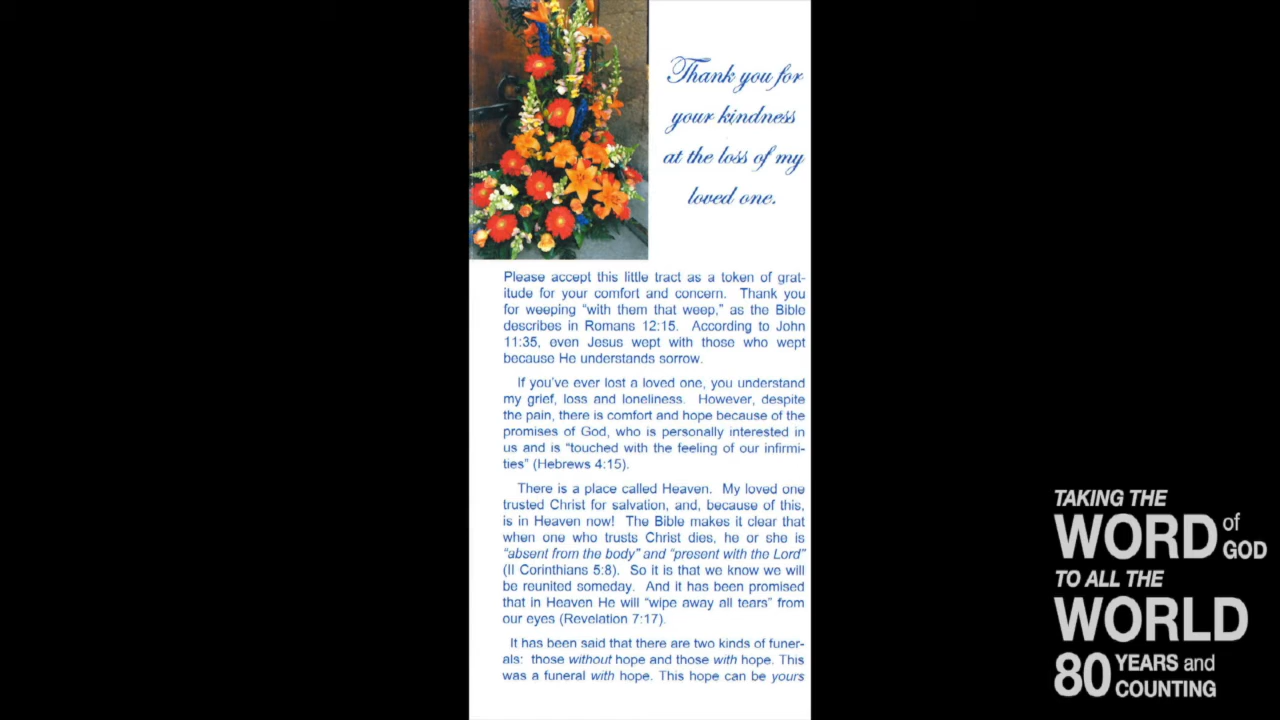 Thank you for
your kindness
at the loss of my
loved one.
Please accept this little tract as a token of grat-
itude for your comfort and concern. Thank you
for weeping “with them that weep,” as the Bible
describes in Romans 12:15. According to John
11:35, even Jesus wept with those who wept
because He understands sorrow.
If you’ve ever lost a loved one, you understand
my grief, loss and loneliness. However, despite
the pain, there is comfort and hope because of the
promises of God, who is personally interested in
us and is “touched with the feeling of our infirmi-
ties” (Hebrews 4:15).
There is a place called Heaven. My loved one
trusted Christ for salvation, and, because of this,
is in Heaven now! The Bible makes it clear that
when one who trusts Christ dies, he or she is
“absent from the body” and “present with the Lord”
(II Corinthians 5:8). So it is that we know we will
be reunited someday. And it has been promised
that in Heaven He will “wipe away all tears” from
our eyes (Revelation 7:17).
It has been said that there are two kinds of funer-
als: those without hope and those with hope. This
was a funeral with hope. This hope can be yours
TAKING THE
WORD of GOD
TO ALL THE
WORLD
80 YEARS and
COUNTING